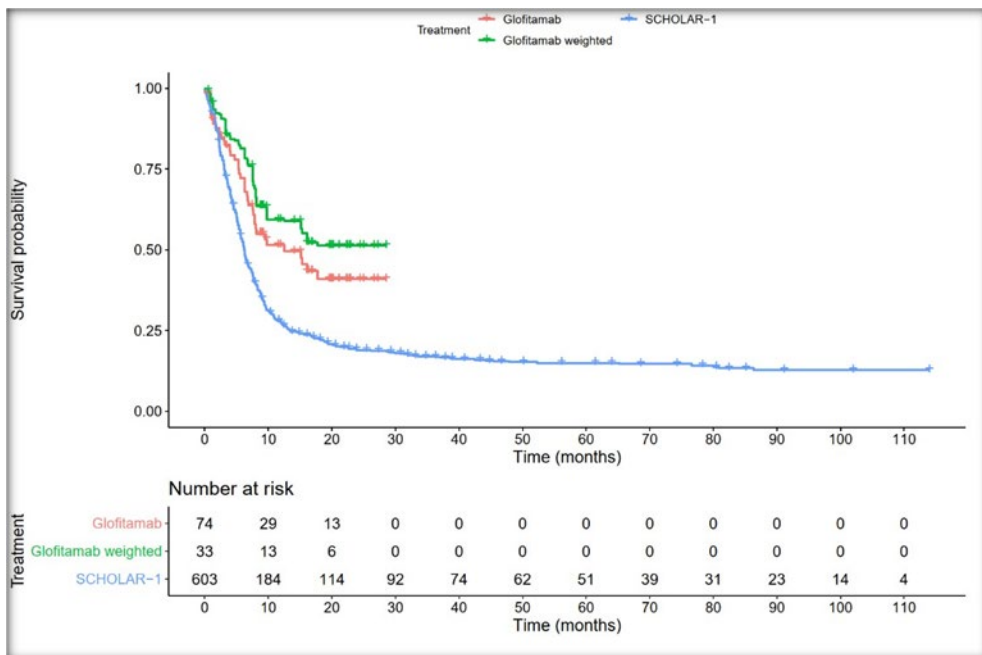 Treatment
Glofitamab
Glofitamab weighted
SCHOLAR−1
Survival probability
1.00
0.75
0.50
0.25
0.00
0 10 20 30 40 50 60 70 80 90 100 110
Time (months)
Number at risk
Treatment
Glofitamab 74 29 13 0 0 0 0 0 0 0 0 0
Glofitamab weighted 33 13 6 0 0 0 0 0 0 0 0 0
SCHOLAR−1 603 184 114 92 74 62 51 39 31 23 14 4
0 10 20 30 40 50 60 70 80 90 100 110
Time (months)